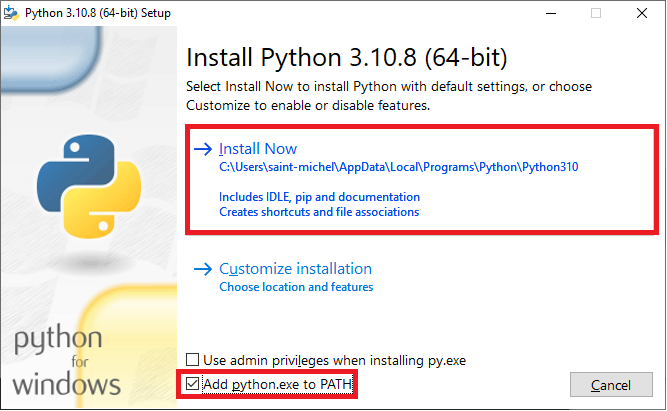 Python 3.10.8 (64-bit) Setup
Install Python 3.10.8 (64-bit)
Select Install Now to install Python with default settings, or choose
Customize to enable or disable features.
Install Now
C:\Users\saint-michel\AppData\Local\Programs\Python\Python310
Includes IDLE, pip and documentation
Creates shortcuts and file associations
Customize installation
Choose location and features
python
for
windows
Use admin privileges when installing py.exe
Add python.exe to PATH
Cancel